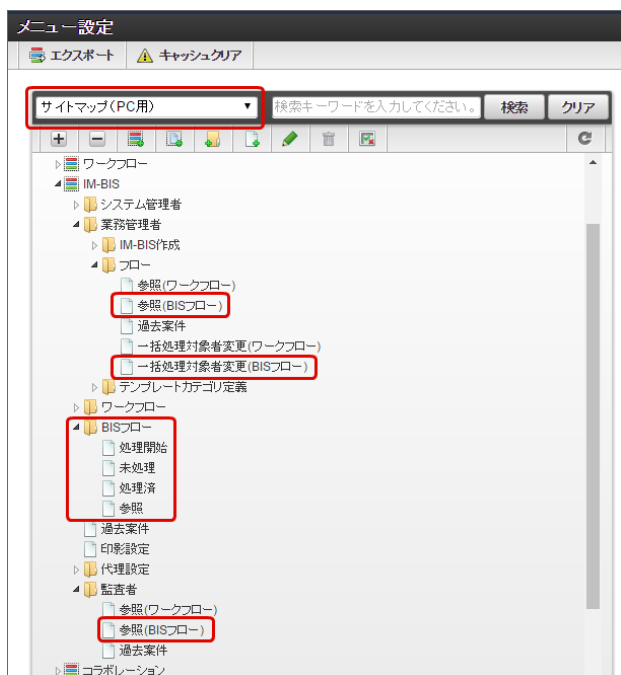 メニュー設定
エクスポート キャッシュクリア
サイトマップ(PC用) 検索キーワードを入力してください。 検索 クリア
ワークフロー
IM-BIS
システム管理者
業務管理者
IM-BIS作成
フロー
参照(ワークフロー)
参照(BISフロー)
過去案件
一括処理対象者変更(ワークフロー)
一括処理対象者変更(BISフロー)
テンプレートカテゴリ定義
ワークフロー
BISフロー
処理開始
未処理
処理済
参照
過去案件
印影設定
代理設定
監査者
参照(ワークフロー)
参照(BISフロー)
過去案件
コラボレーション